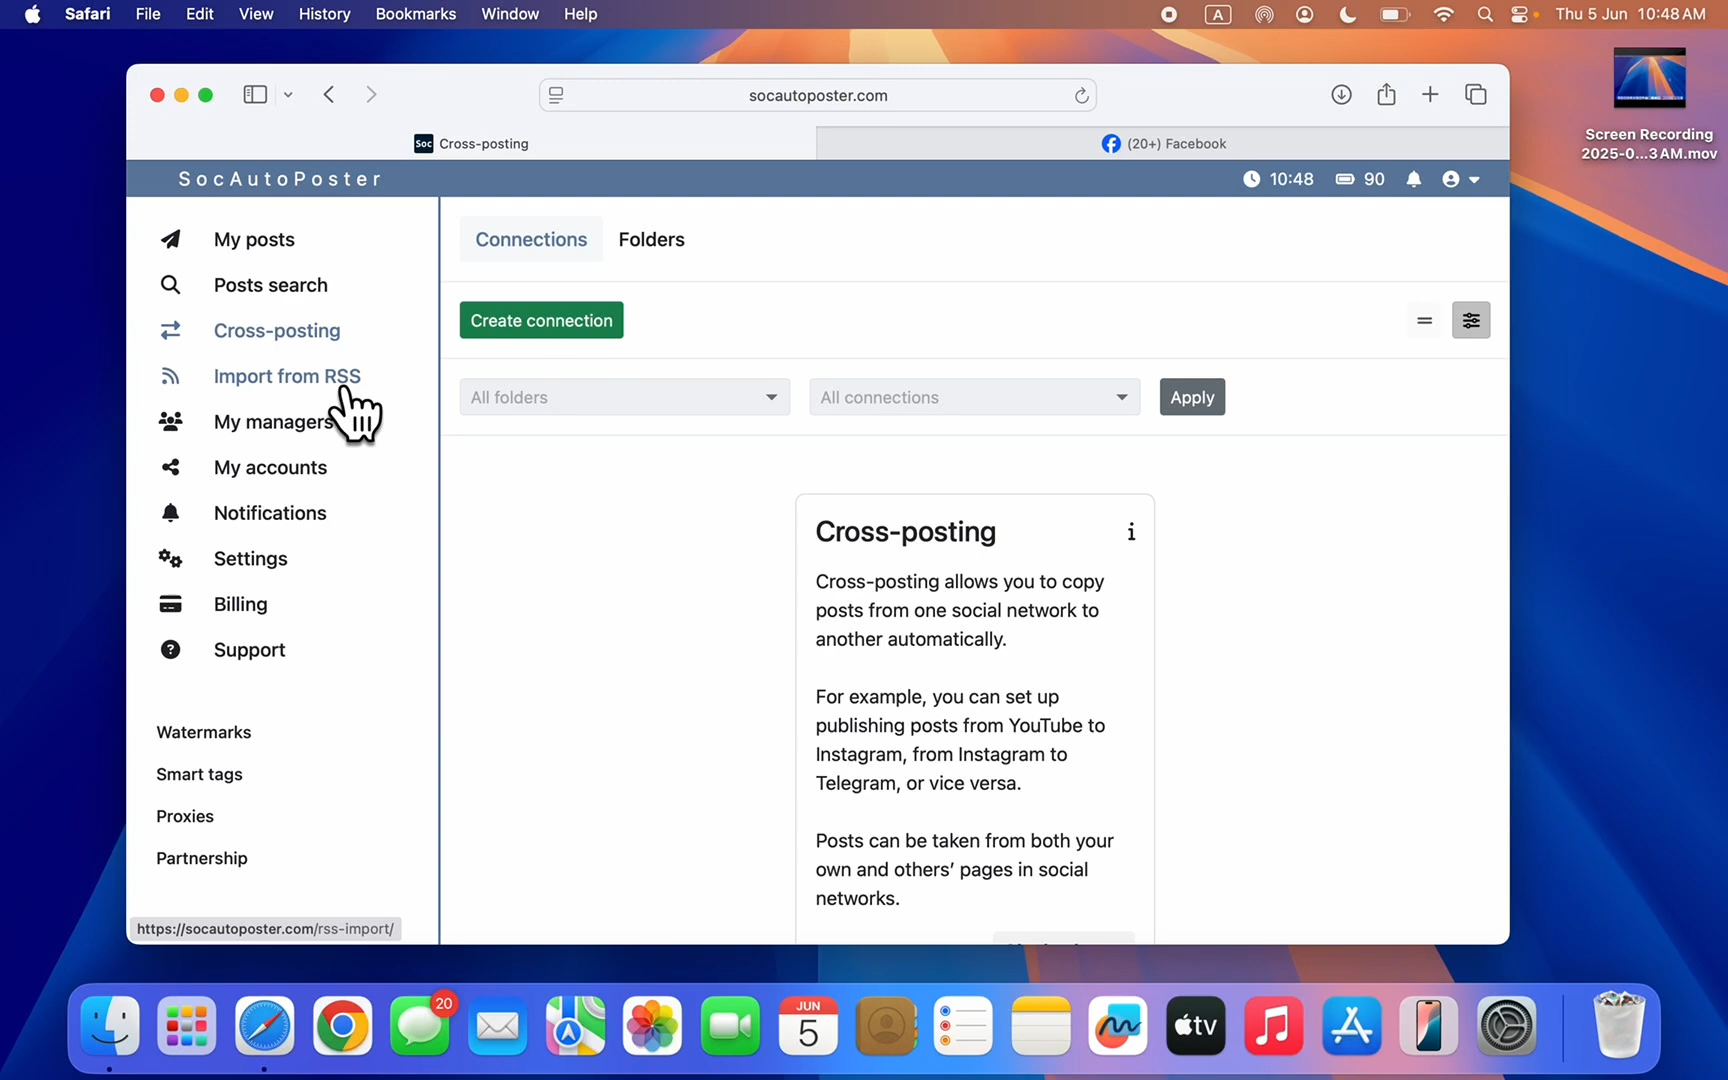 Safari File Edit View History Bookmarks Window Help
A
Thu 5 Jun 10:48 AM
Screen Recording
2025-0...3 AM.mov
socautoposter.com
Soc Cross-posting
(20+) Facebook
SocAutoPoster
10:48 90
My posts
Posts search
Cross-posting
Import from RSS
My managers
My accounts
Notifications
Settings
Billing
Support
Watermarks
Smart tags
Proxies
Partnership
https://socautoposter.com/rss-import/
Connections Folders
Create connection
All folders
All connections
Apply
Cross-posting
Cross-posting allows you to copy
posts from one social network to
another automatically.
For example, you can set up
publishing posts from YouTube to
Instagram, from Instagram to
Telegram, or vice versa.
Posts can be taken from both your
own and others' pages in social
networks.
20
JUN
5
tv